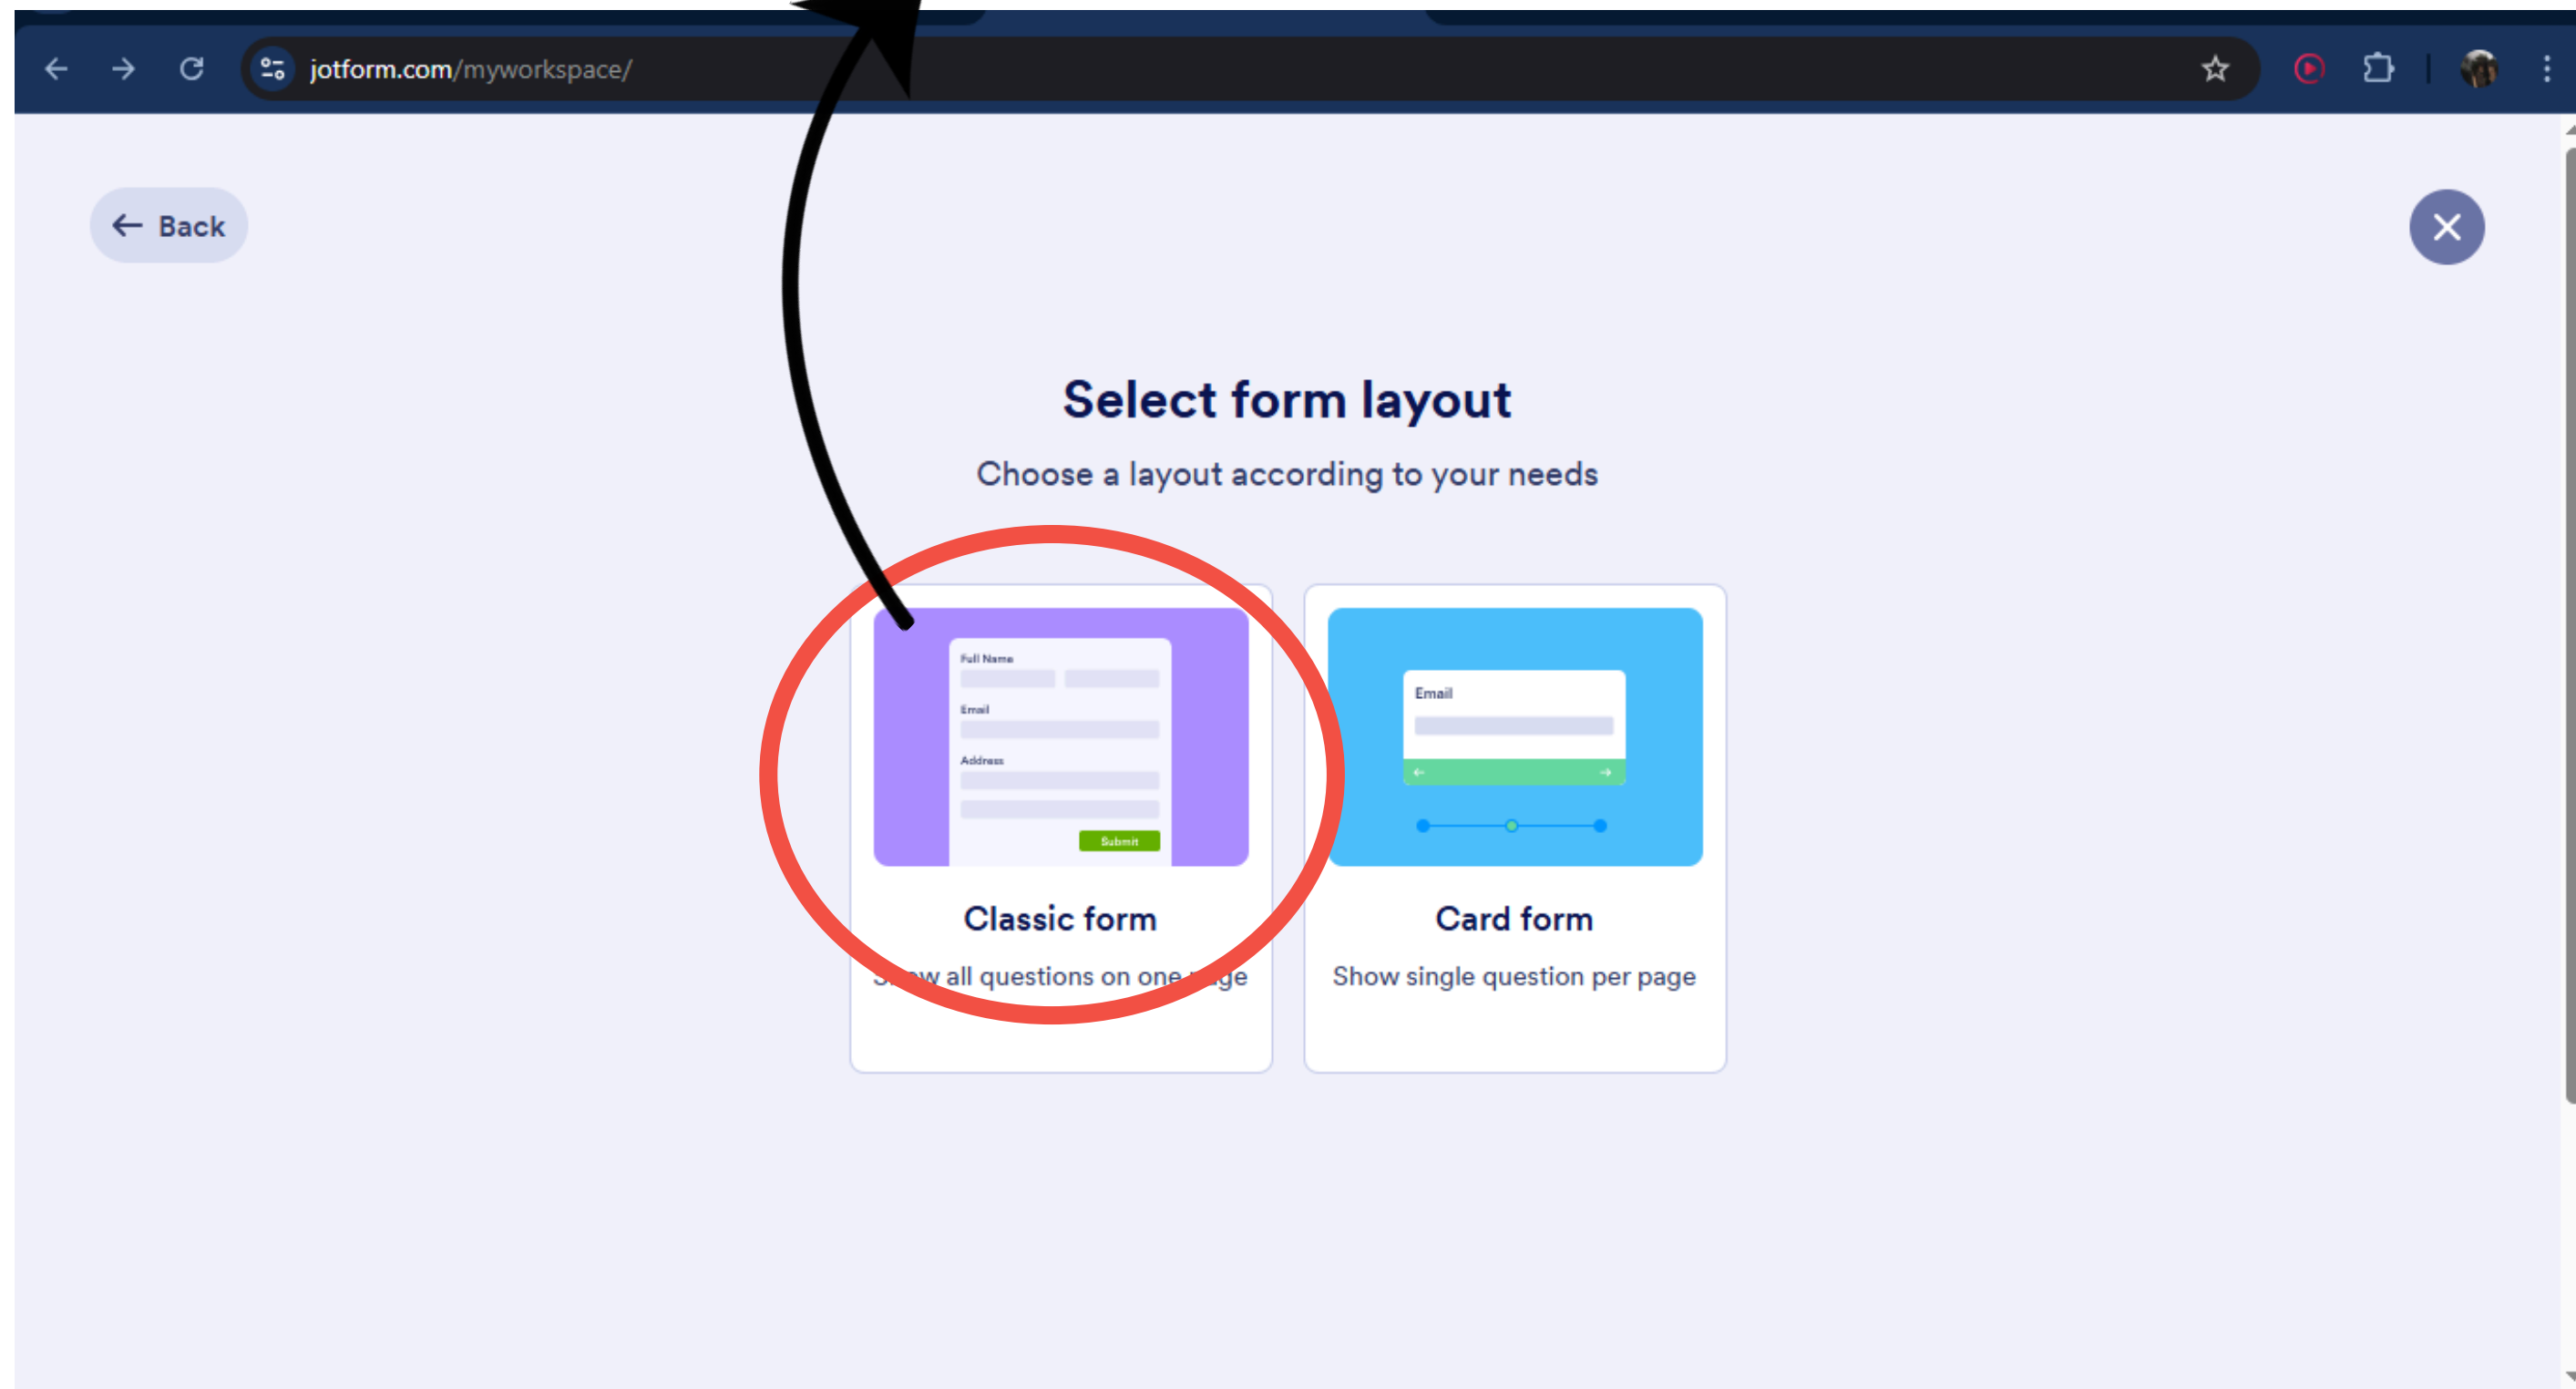 jotform.com/myworkspace/
Back
Select form layout
Choose a layout according to your needs
Full Name
Email
Address
Submit
Email
Classic form
Card form
all questions on one
Show single question per page